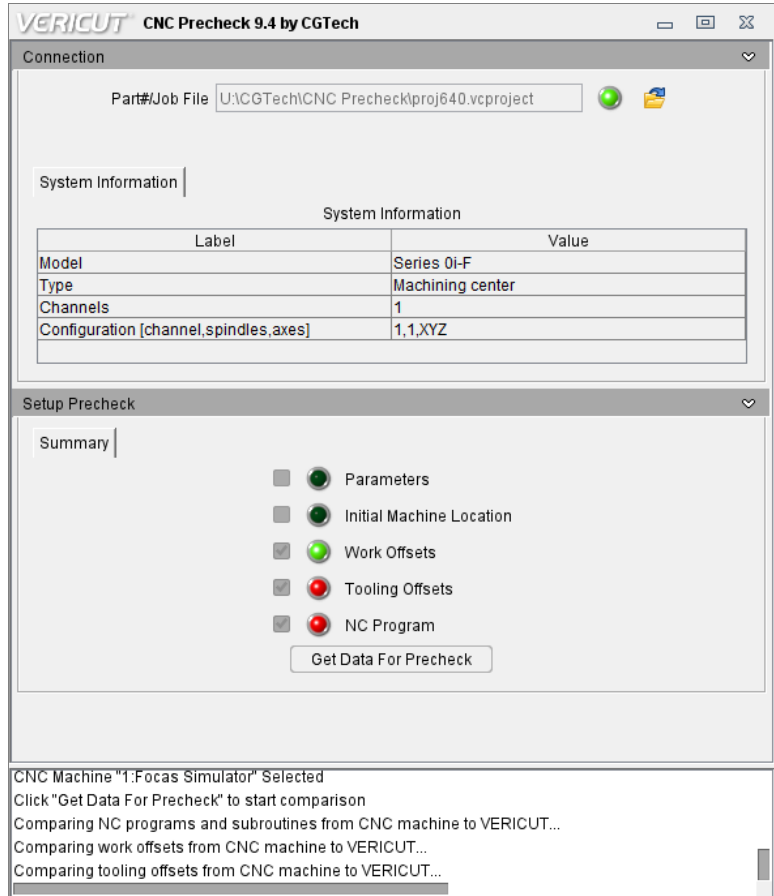 VERICUT CNC Precheck 9.4 by CGTech
Connection
Part#/Job File U:\CGTech\CNC Precheck\proj640.vcproject
System Information
System Information
Label Value
Model Series 0i-F
Type Machining center
Channels 1
Configuration [channel,spindles,axes] 1,1,XYZ
Setup Precheck
Summary
Parameters
Initial Machine Location
Work Offsets
Tooling Offsets
NC Program
Get Data For Precheck
CNC Machine "1:Focas Simulator" Selected
Click "Get Data For Precheck" to start comparison
Comparing NC programs and subroutines from CNC machine to VERICUT...
Comparing work offsets from CNC machine to VERICUT...
Comparing tooling offsets from CNC machine to VERICUT...